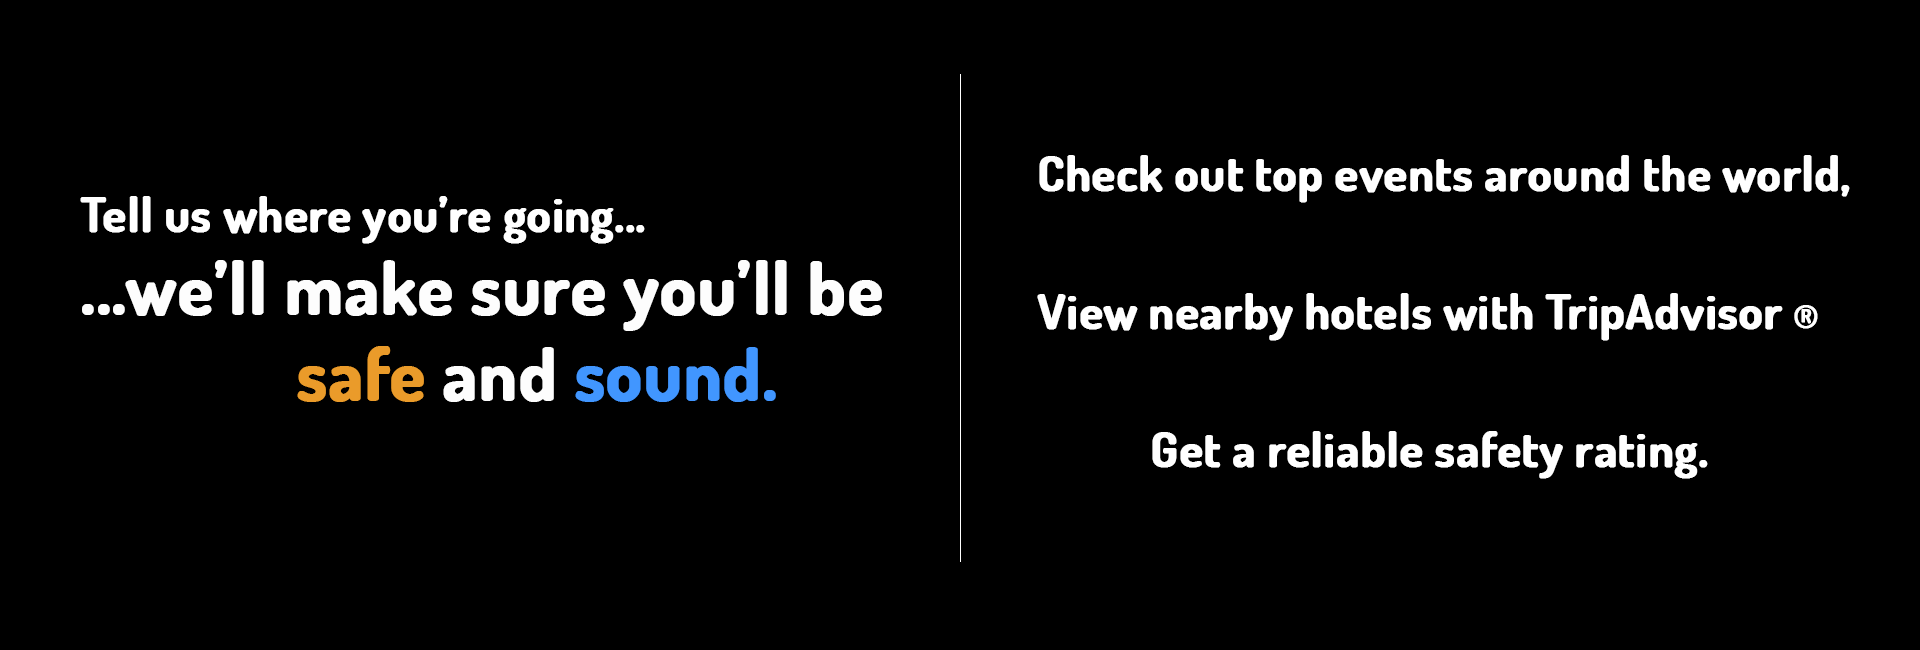 Tell us where you’re going...
...we’ll make sure you’ll be
safe and sound.
Check out top events around the world,
View nearby hotels with TripAdvisor ®
Get a reliable safety rating.